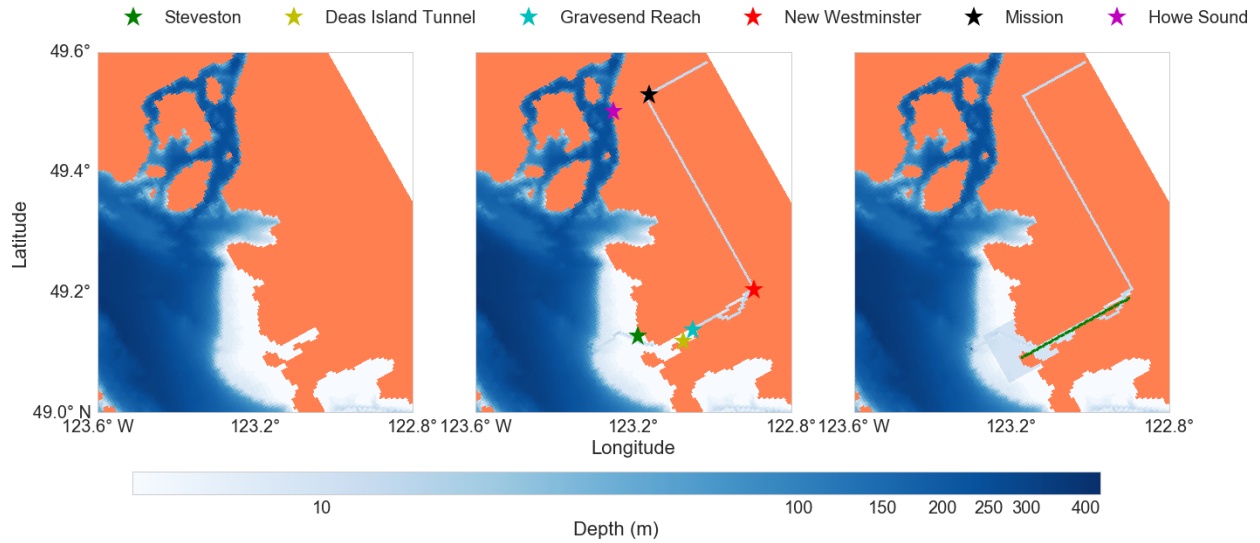 Steveston Deas Island Tunnel Gravesend Reach New Westminster Mission Howe Sound
49.6°
49.4°
49.2°
49.0° N
Latitude
123.6° W 123.2° 122.8° 123.6° W 123.2° 122.8° 123.6° W 123.2° 122.8°
Longitude
10 100 150 200 250 300 400
Depth (m)